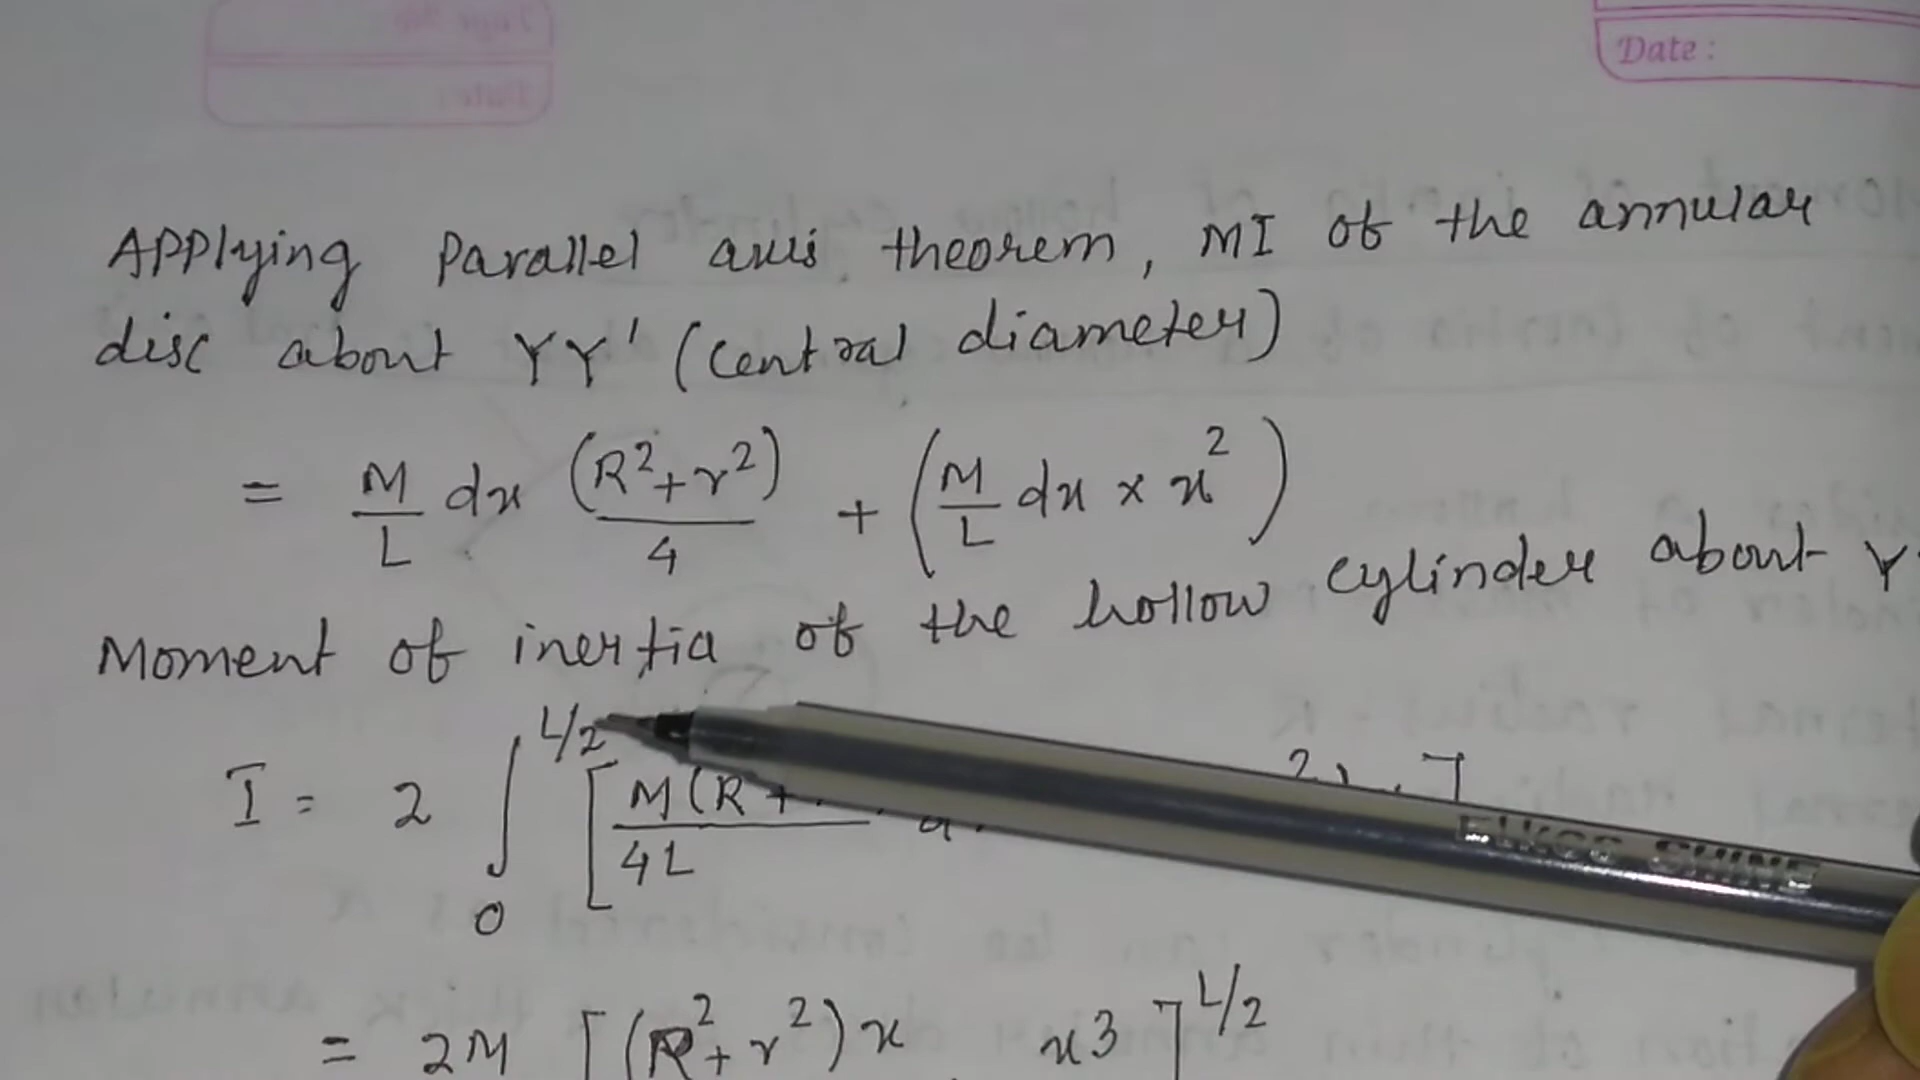 Date :
Applying Parallel axis theorem, MI of the annular
disc about YY' (Central diameter)
= M/L dx (R²+r²)/4 + (M/L dx × x²)
Moment of inertia of the hollow cylinder about Y
I = 2 ∫₀^(L/2) [M(R +
4L
= 2M [(R²+r²)x x3]^(L/2)